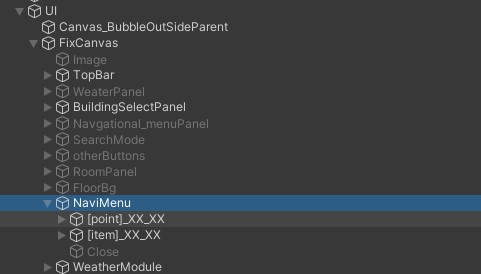 UI
Canvas_BubbleOutSideParent
FixCanvas
Image
TopBar
WeaterPanel
BuildingSelectPanel
Navgational_menuPanel
SearchMode
otherButtons
RoomPanel
FloorBg
NaviMenu
[point]_XX_XX
[item]_XX_XX
Close
WeatherModule